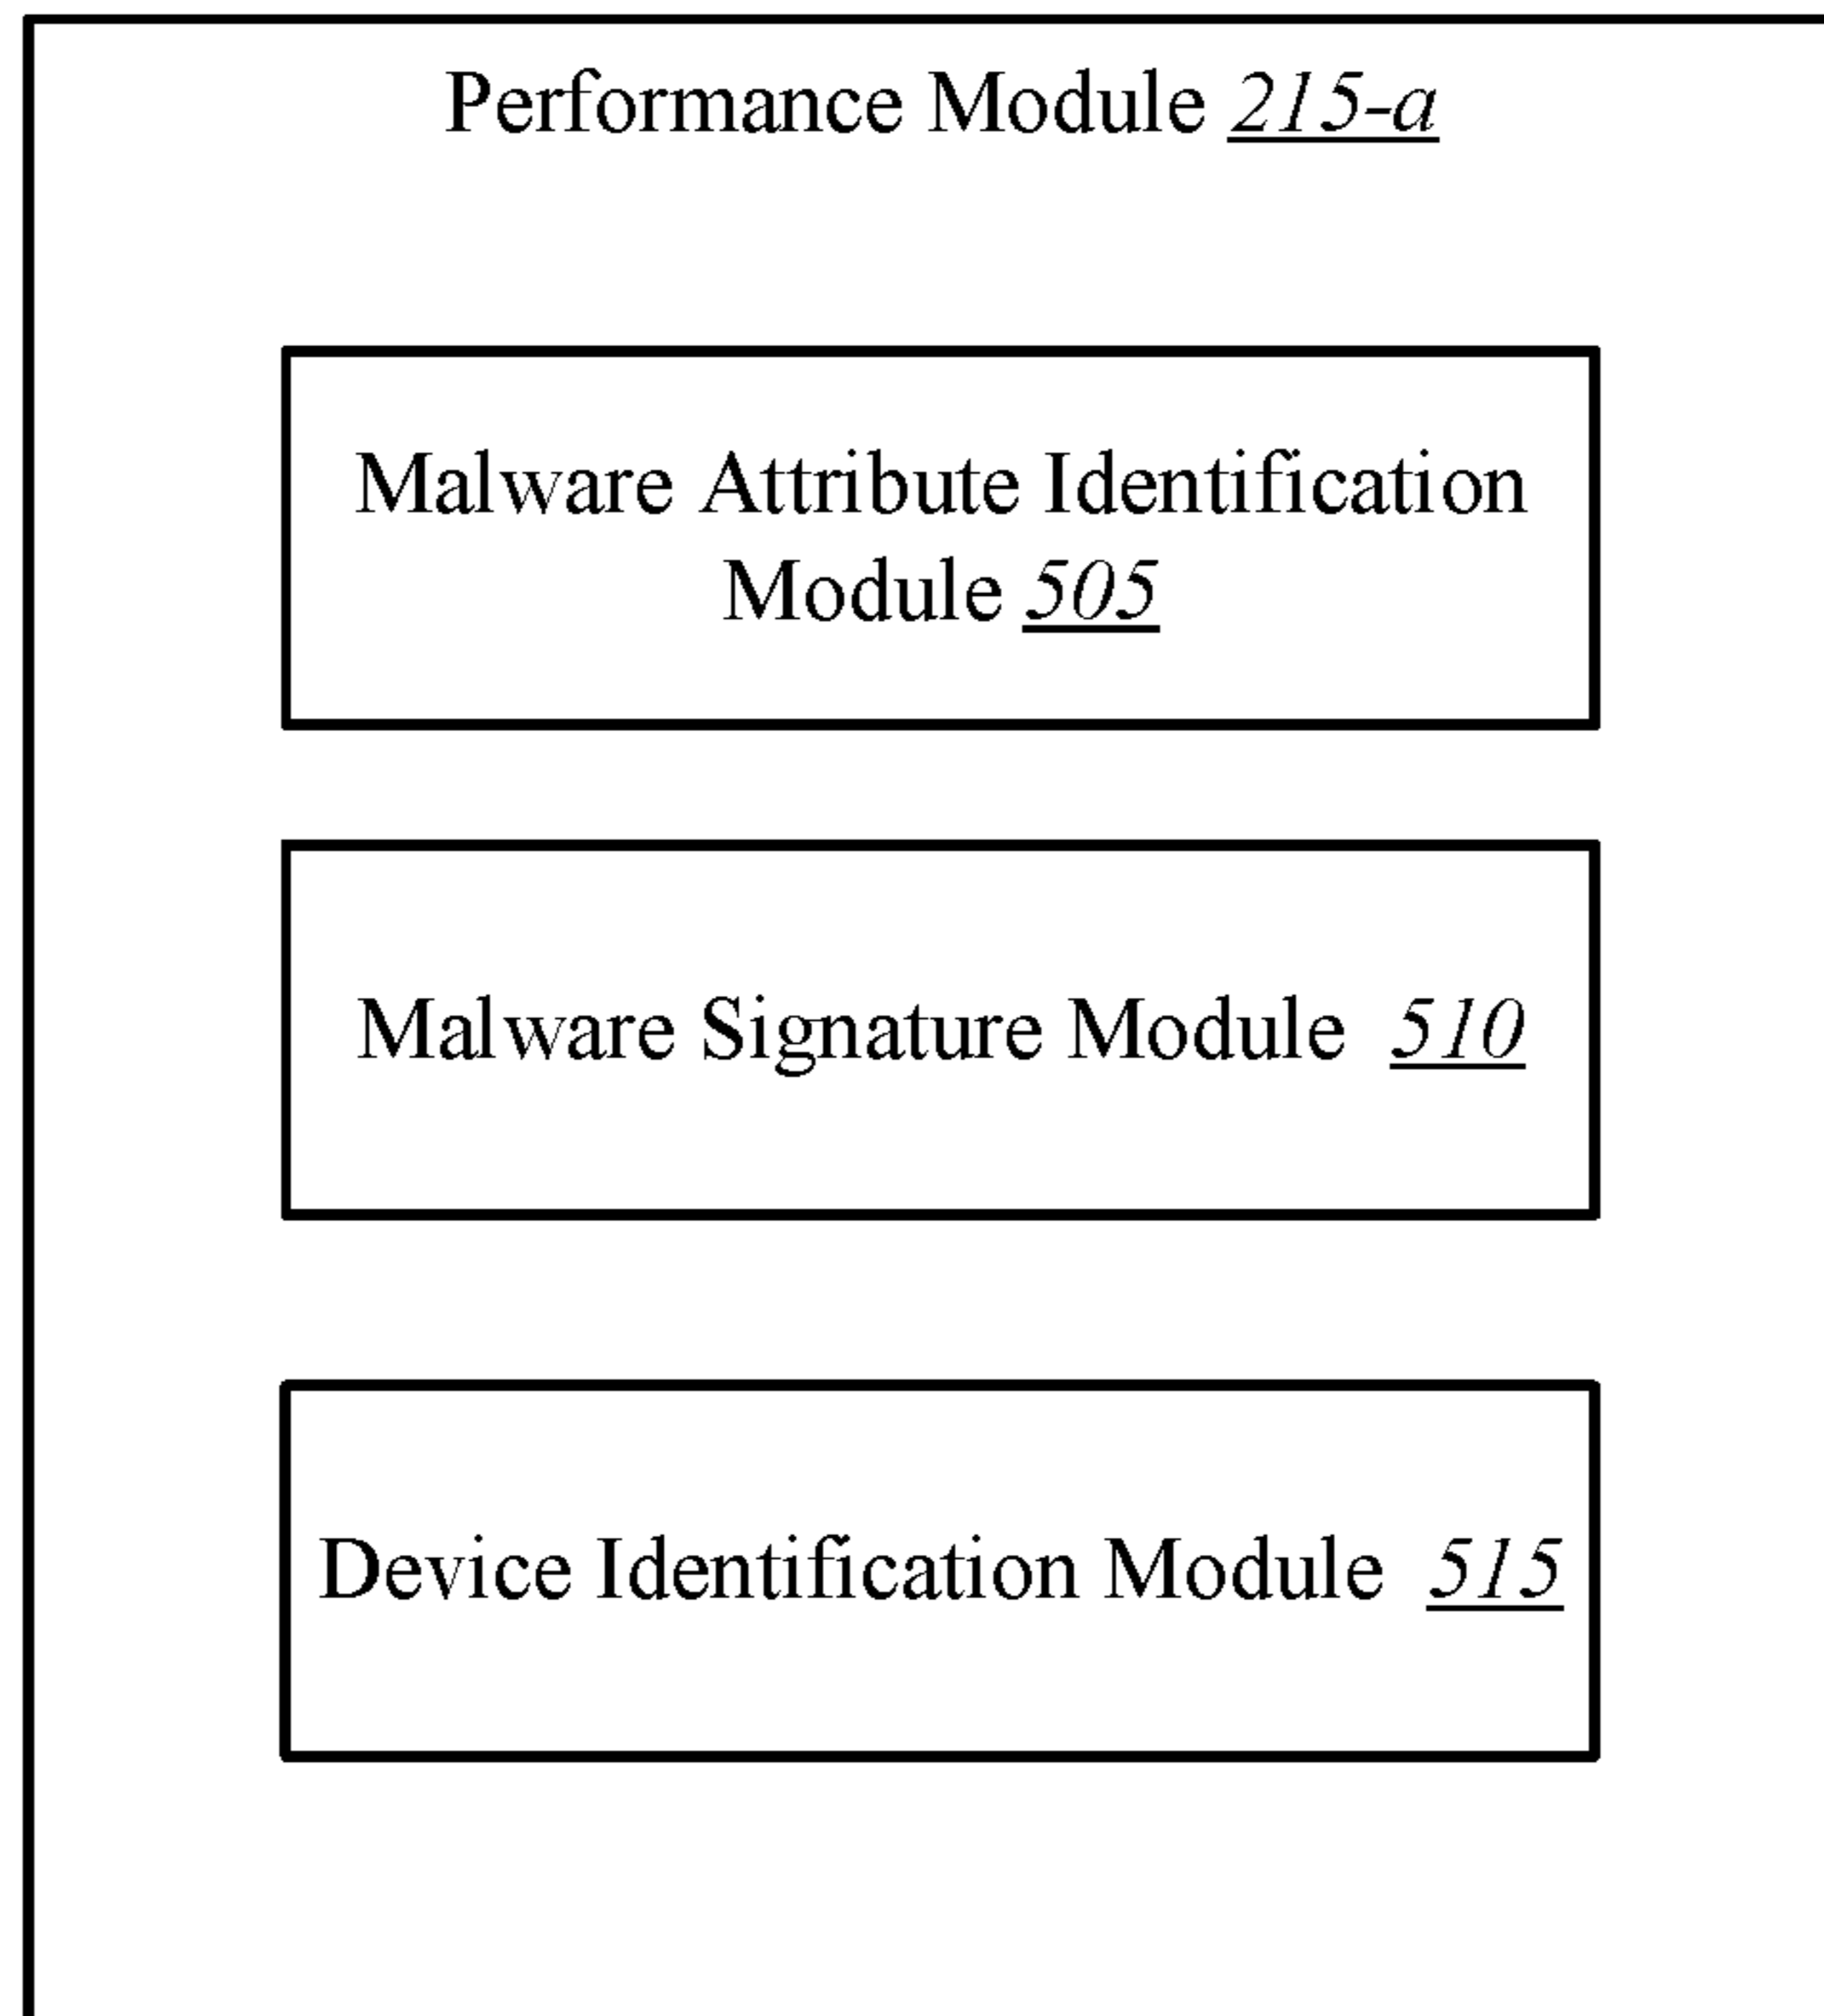 Performance Module 215-a
Malware Attribute Identification
Module 505
Malware Signature Module 510
Device Identification Module 515